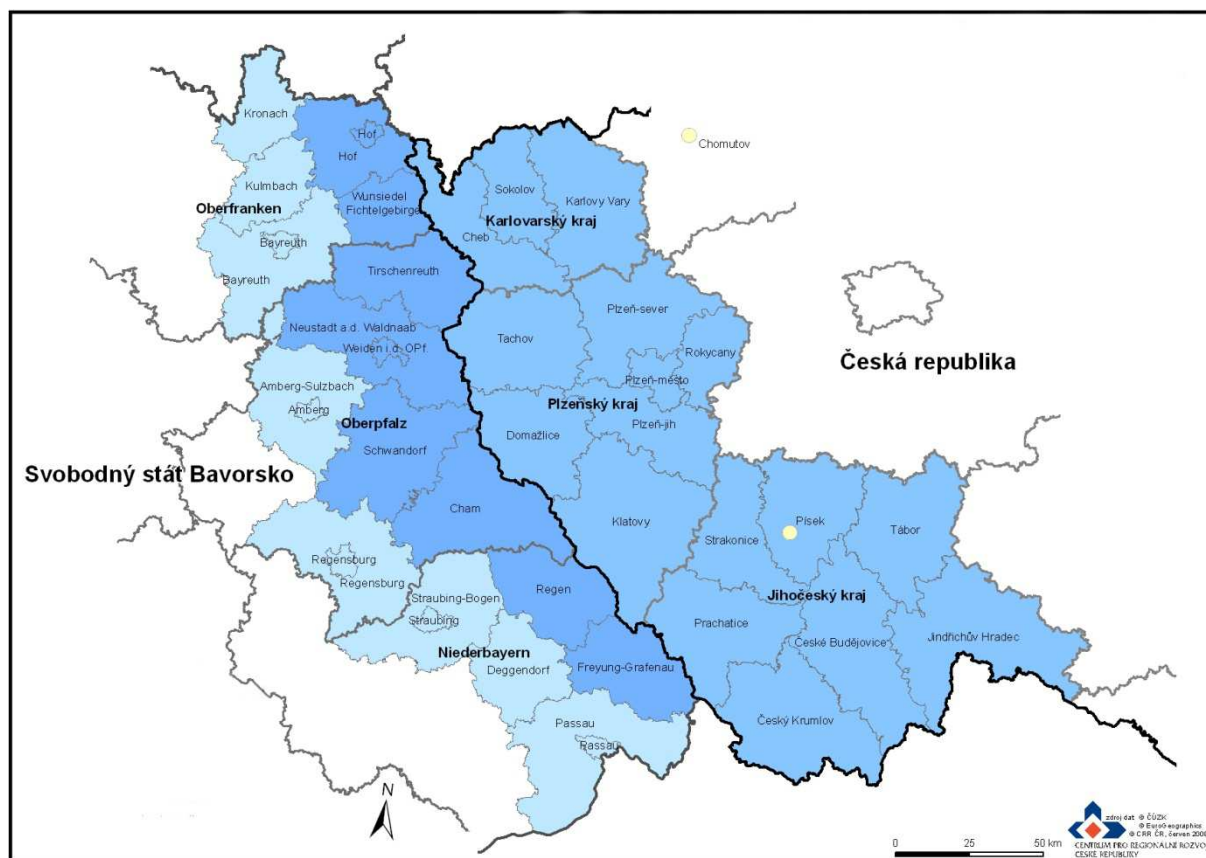 Kronach
Hof
Hof
Chomutov
Kulmbach
Sokolov
Karlovy Vary
Wunsiedel
Fichtelgebirge
Oberfranken
Karlovarský kraj
Cheb
Bayreuth
Bayreuth
Tirschenreuth
Plzeň-sever
Neustadt a.d. Waldnaab
Tachov
Weiden i.d. OPf.
Rokycany
Česká republika
Plzeň-město
Amberg-Sulzbach
Amberg
Plzeňský kraj
Oberpfalz
Plzeň-jih
Domažlice
Schwandorf
Svobodný stát Bavorsko
Cham
Klatovy
Písek
Tábor
Strakonice
Regensburg
Regensburg
Regen
Straubing-Bogen
Jihočeský kraj
Straubing
Prachatice
Jindřichův Hradec
České Budějovice
Niederbayern
Deggendorf
Freyung-Grafenau
Passau
Český Krumlov
Passau
N
zdroj dat © ČÚZK
© EuroGeographics
© CRR ČR, červen
0 25 50 km
CENTRUM PRO REGIONÁLNÍ ROZVOJ
ČESKÉ REPUBLIKY